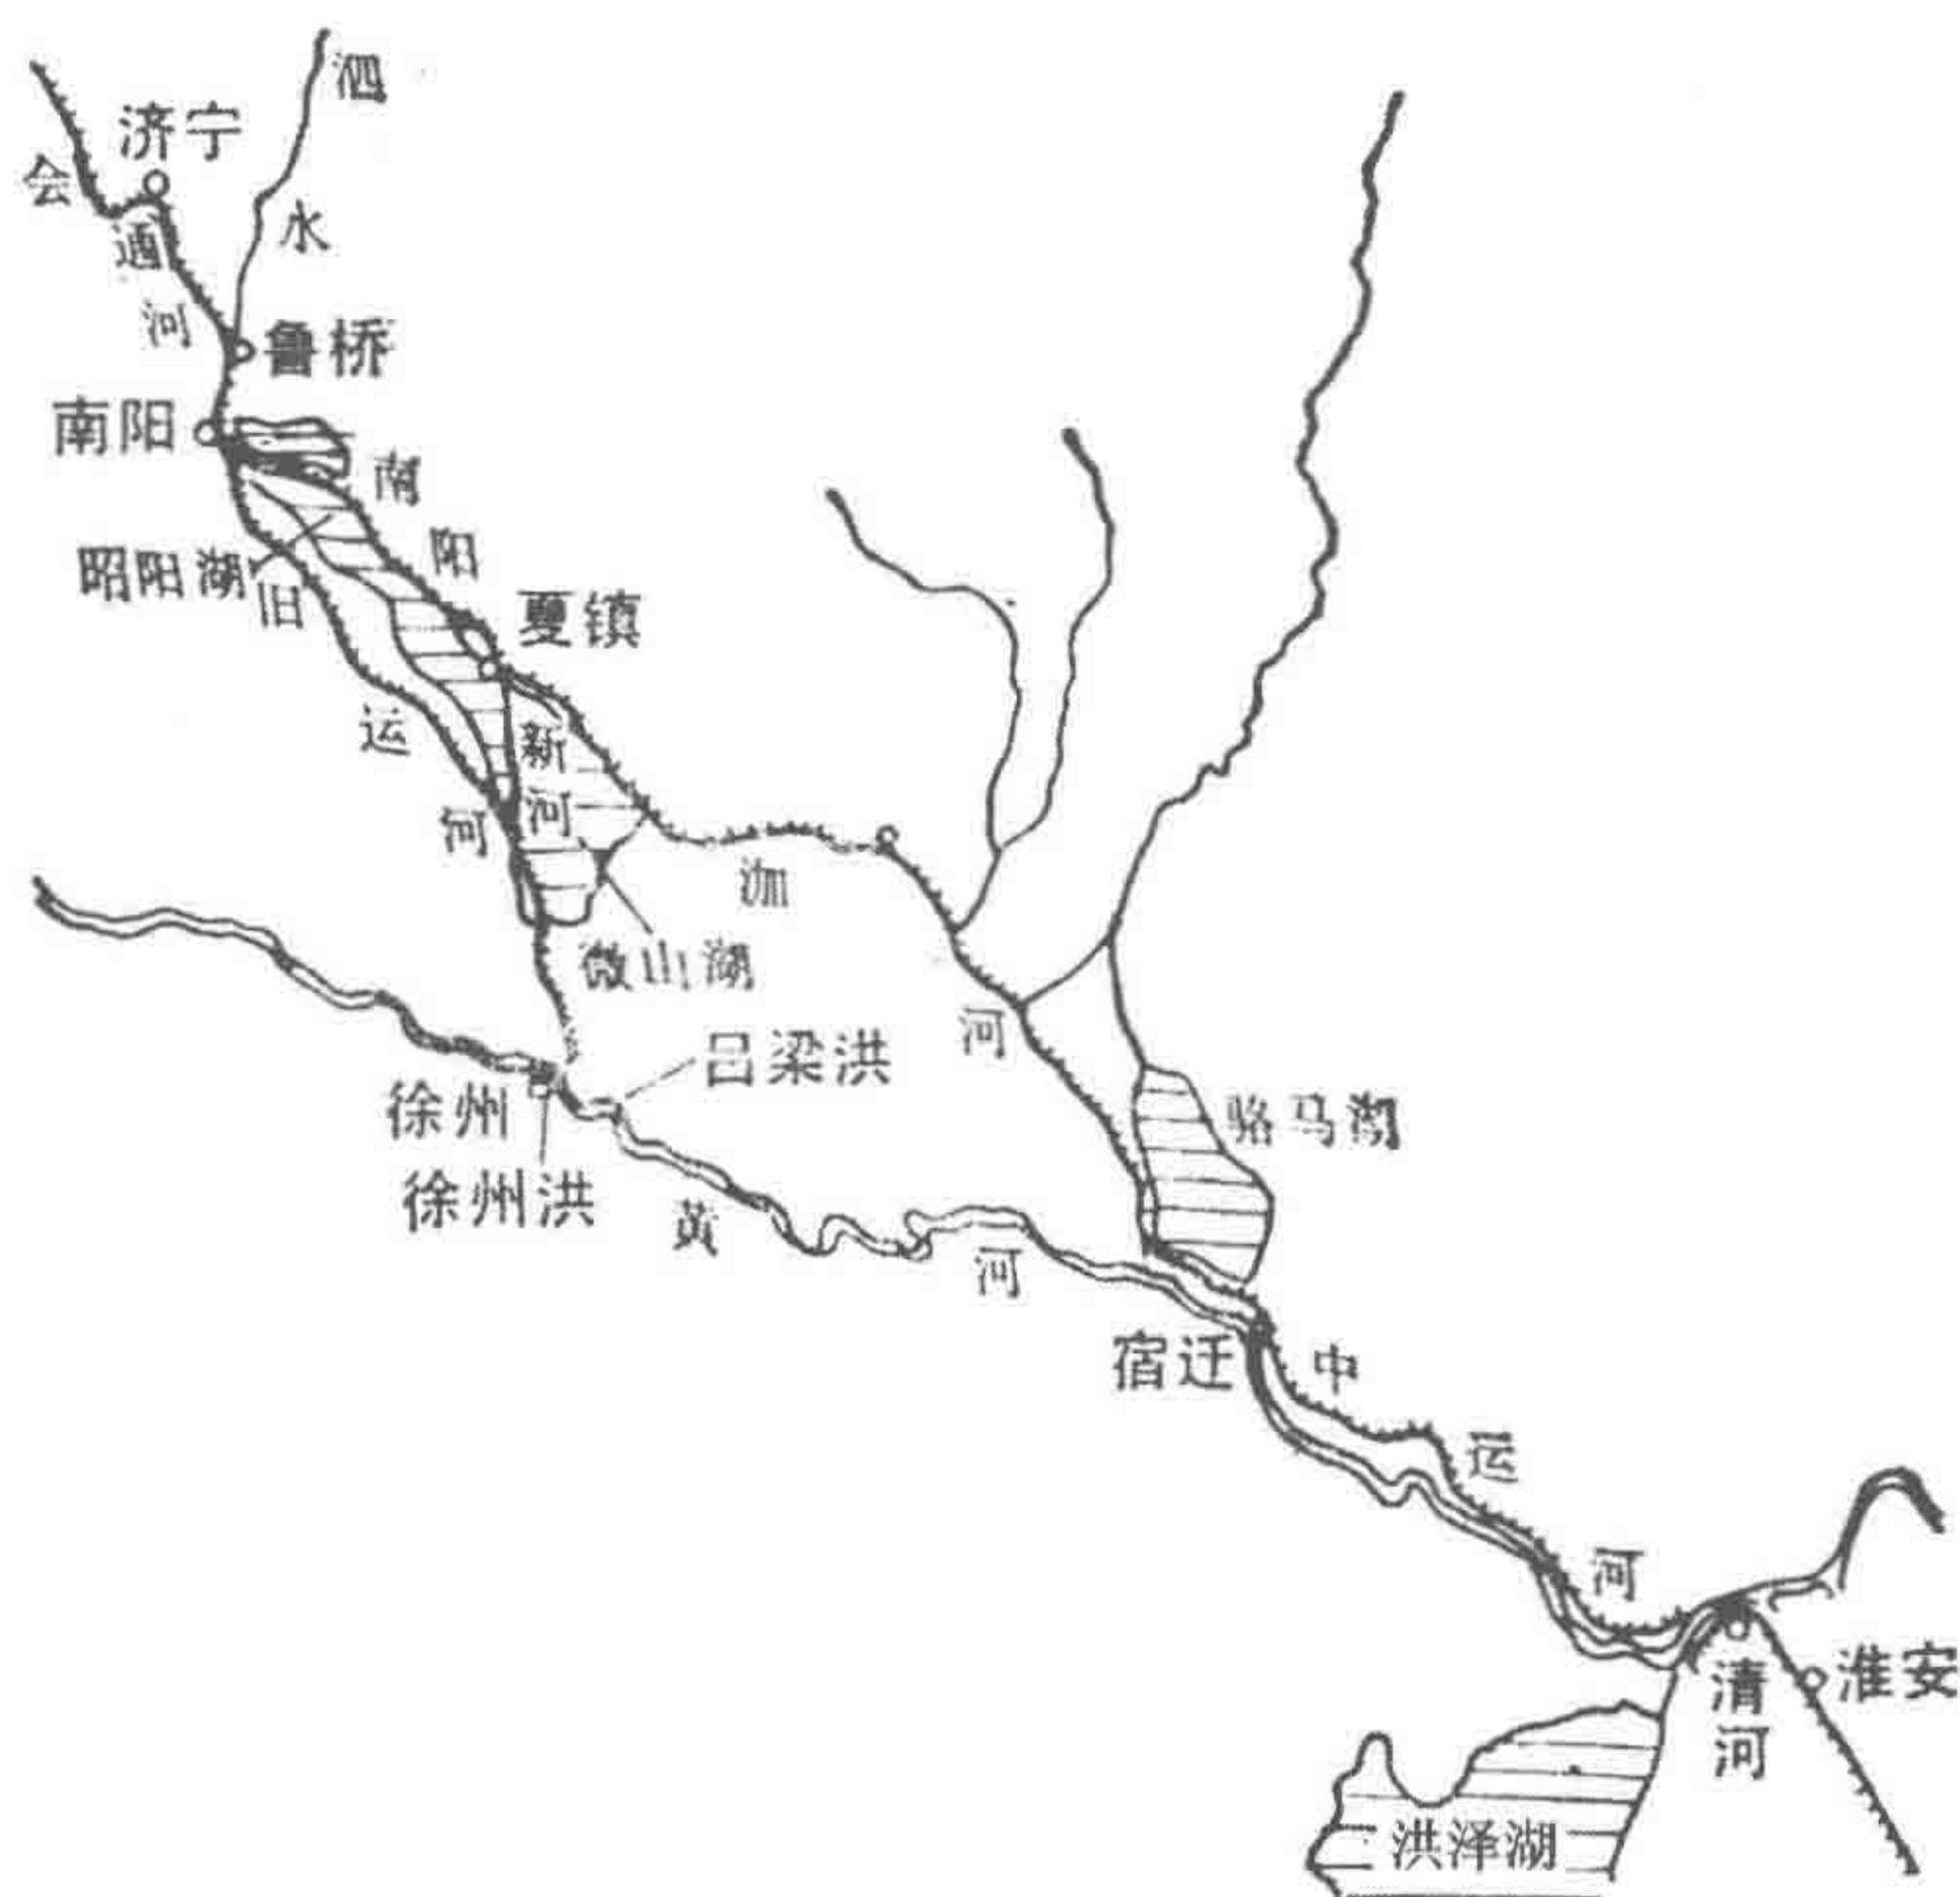 泗水
济宁
会通河
鲁桥
南阳
南阳新河
昭阳湖
旧运河
夏镇
泇河
微山湖
吕梁洪
徐州
徐州洪
黄河
骆马湖
宿迁
中运河
清河
淮安
洪泽湖